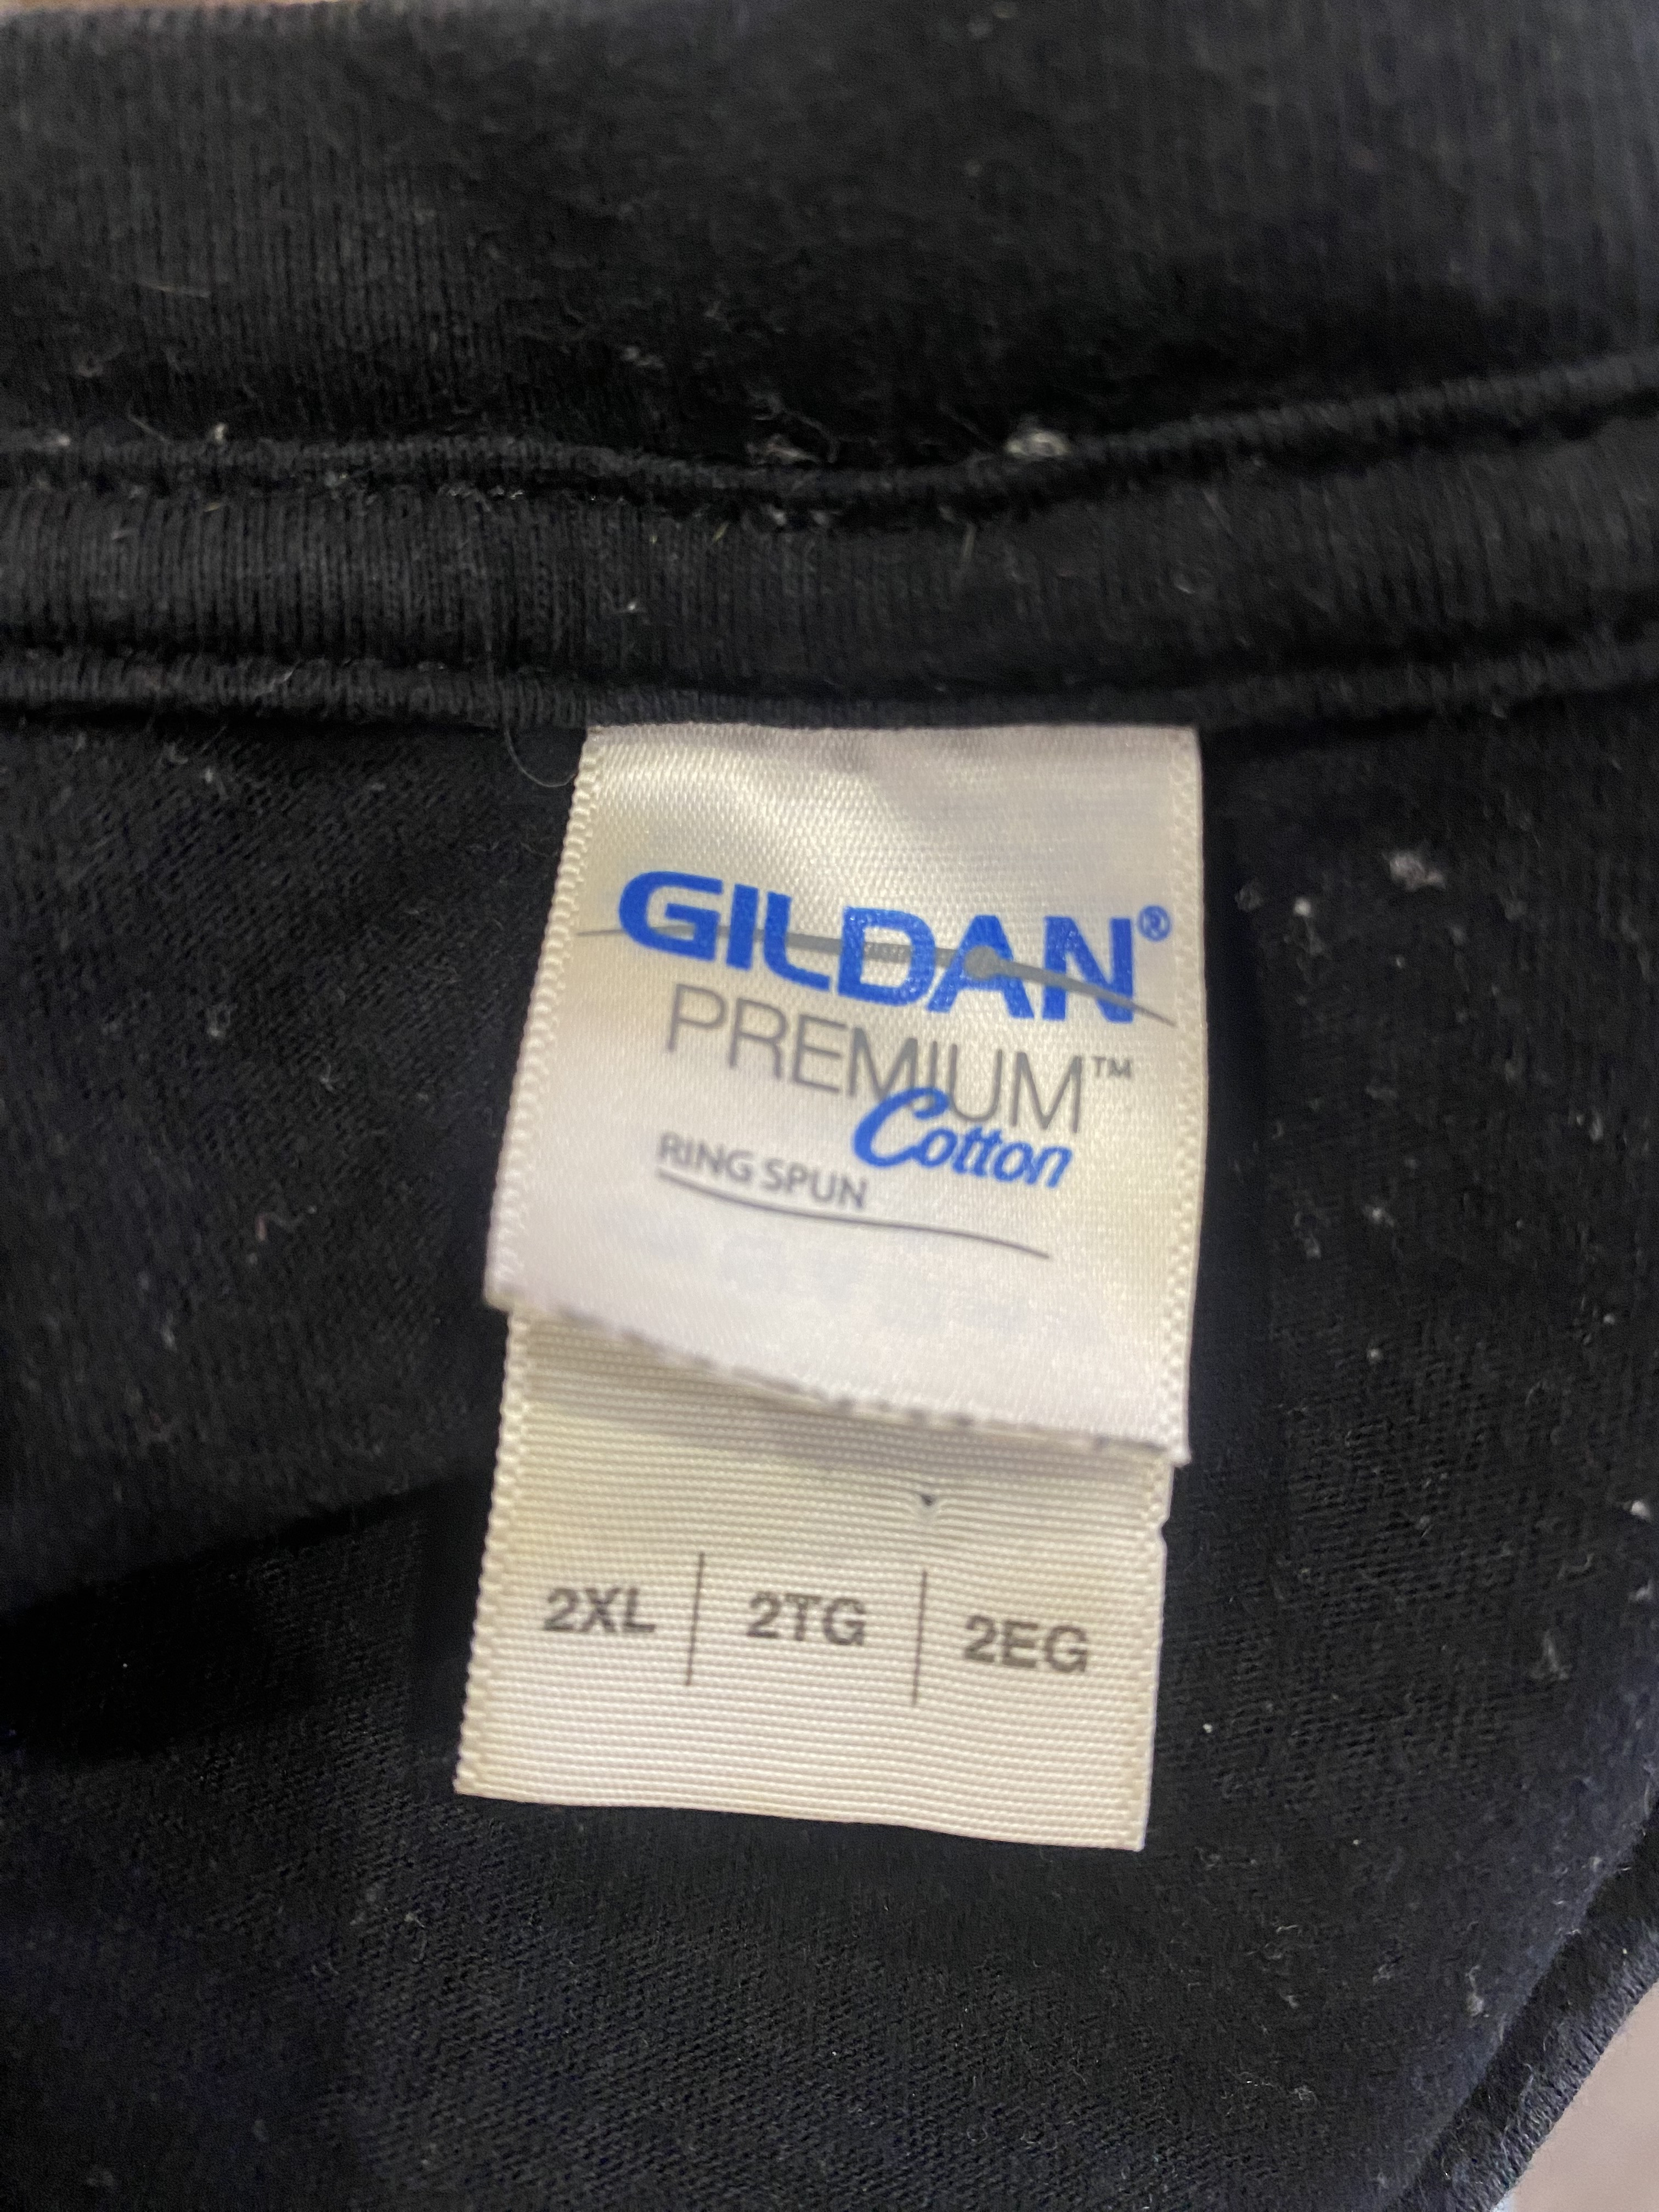 GILDAN®
PREMIUM™
Cotton
RING SPUN
2XL | 2TG | 2EG